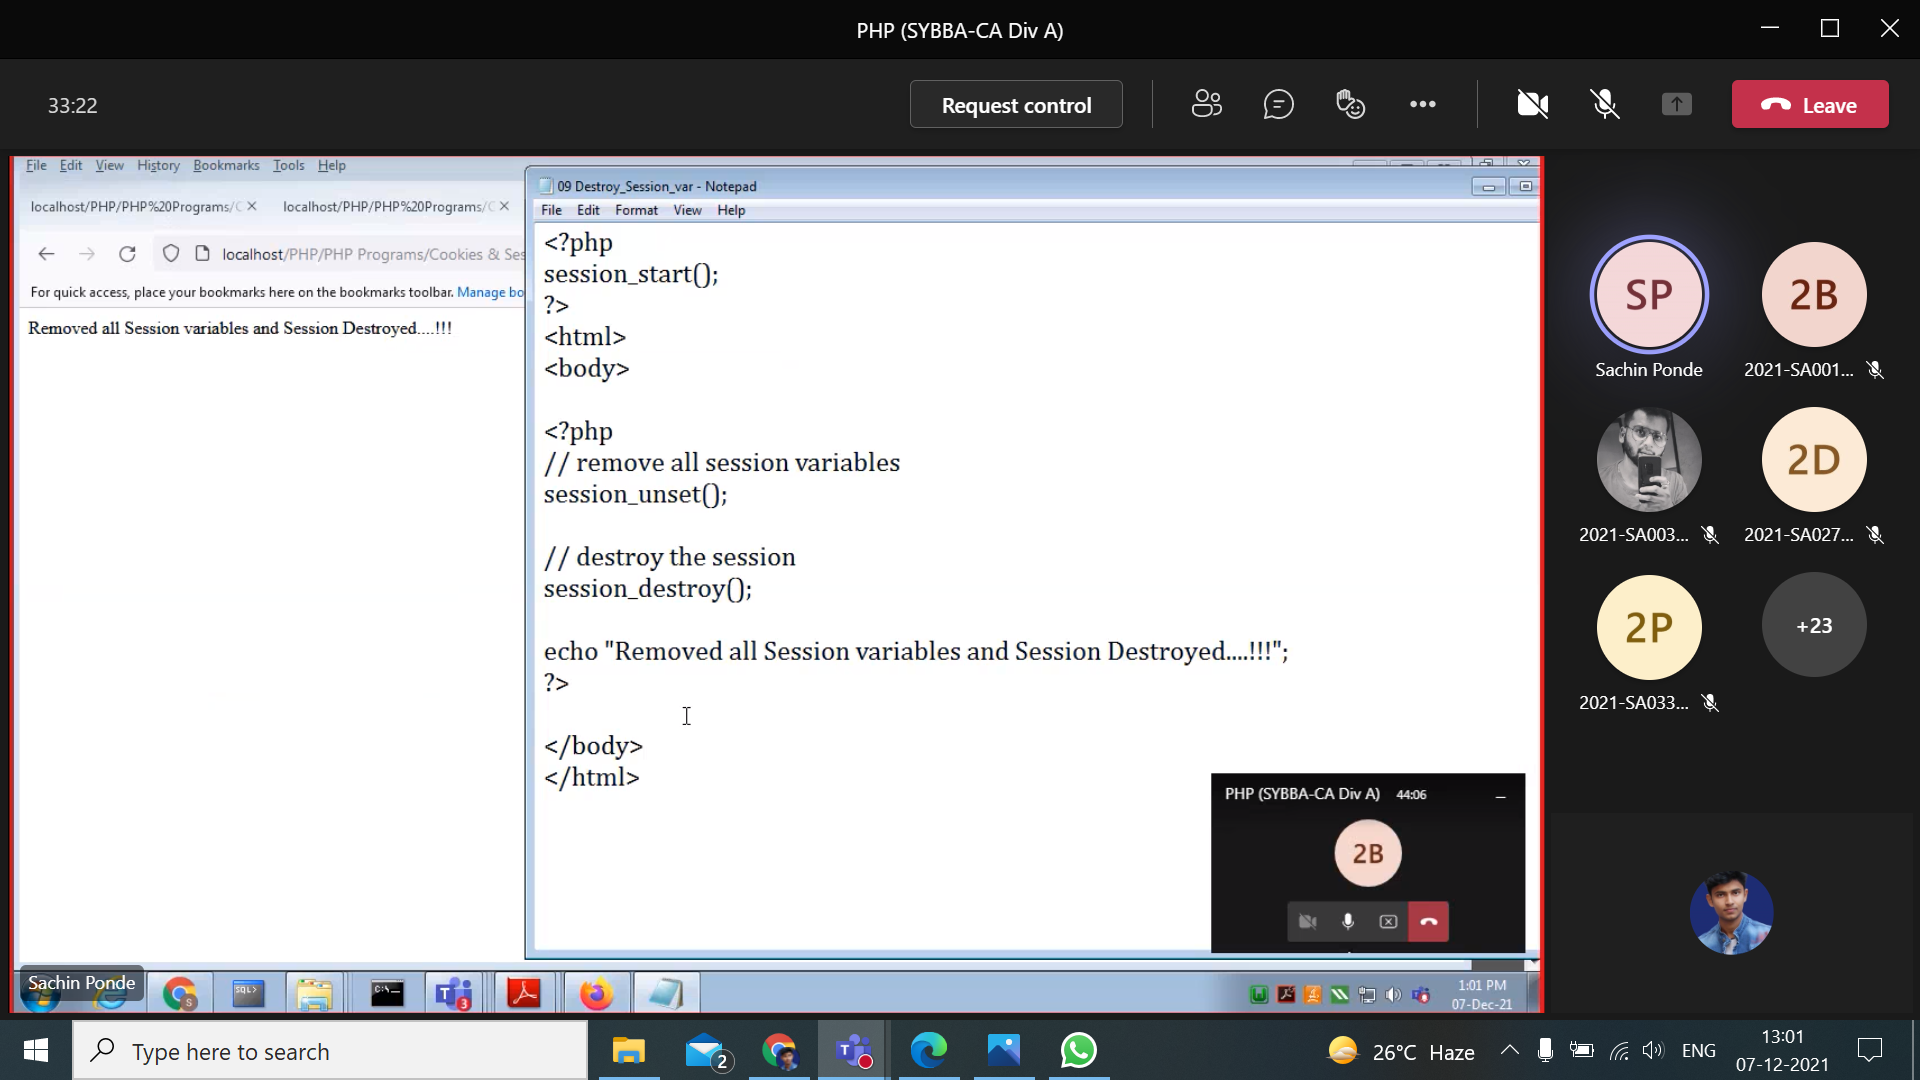 PHP (SYBBA-CA Div A)
33:22
Request control
Leave
File Edit View History Bookmarks Tools Help
localhost/PHP/PHP%20Programs/
localhost/PHP/PHP%20Programs/
localhost/PHP/PHP Programs/Cookies & Ses
For quick access, place your bookmarks here on the bookmarks toolbar. Manage bo
Removed all Session variables and Session Destroyed....!!!
09 Destroy_Session_var - Notepad
File Edit Format View Help
<?php
session_start();
?>
<html>
<body>
<?php
// remove all session variables
session_unset();
// destroy the session
session_destroy();
echo "Removed all Session variables and Session Destroyed....!!!";
?>
</body>
</html>
PHP (SYBBA-CA Div A) 44:06
2B
SP
Sachin Ponde
2B
2021-SA001...
2021-SA003...
2D
2021-SA027...
2P
2021-SA033...
+23
Sachin Ponde
1:01 PM
07-Dec-21
Type here to search
2
26°C Haze
ENG
13:01
07-12-2021